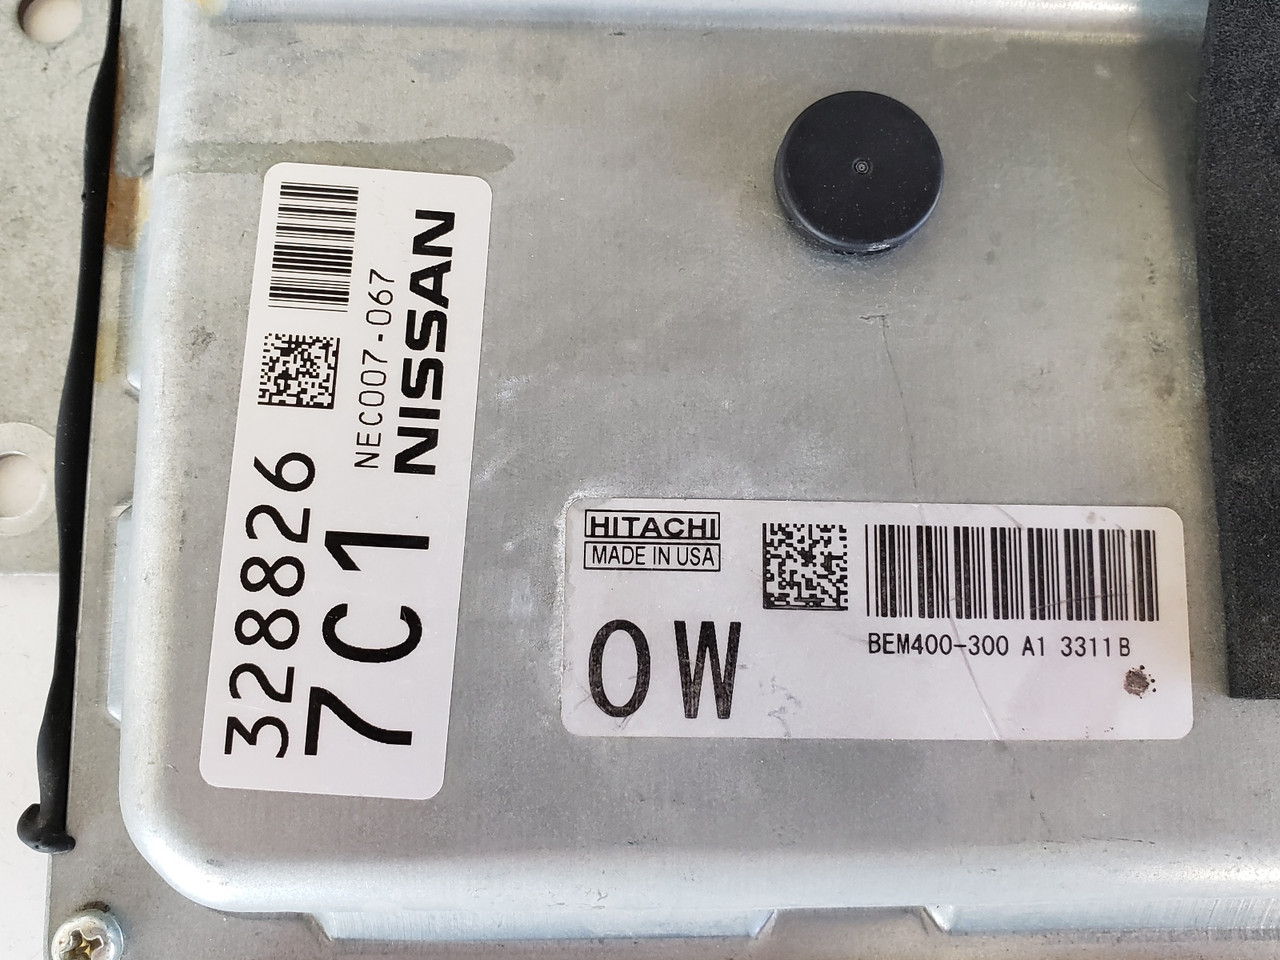 NISSAN
NEC007-067
328826
7C1
HITACHI
MADE IN USA
0W
BEM400-300 A1 3311B